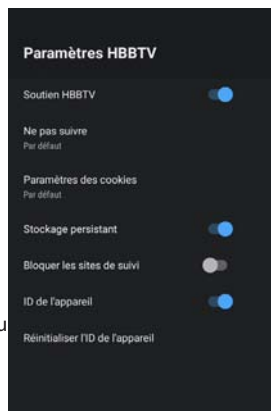 Paramètres HBBTV
Soutien HBBTV
Ne pas suivre
Par défaut
Paramètres des cookies
Par défaut
Stockage persistant
Bloquer les sites de suivi
ID de l'appareil
u
Réinitialiser l'ID de l'appareil